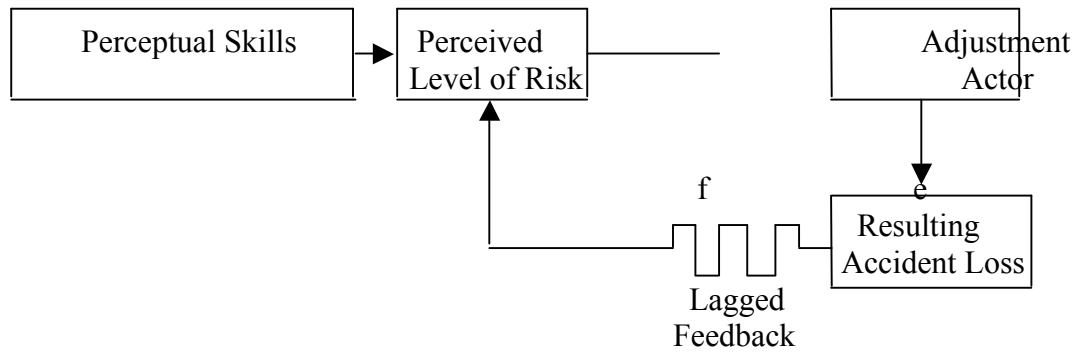 Perceptual Skills
Perceived
Level of Risk
Adjustment
Actor
f
e
Resulting
Accident Loss
Lagged
Feedback